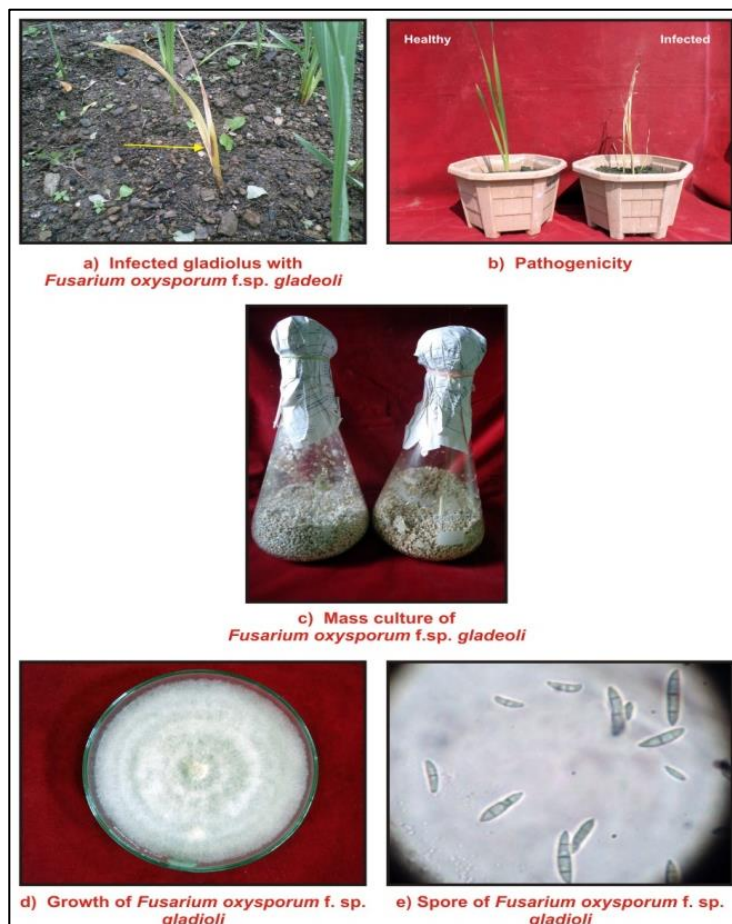 Healthy
Infected
a) Infected gladiolus with
Fusarium oxysporum f.sp. gladeoli
b) Pathogenicity
c) Mass culture of
Fusarium oxysporum f.sp. gladeoli
d) Growth of Fusarium oxysporum f. sp.
gladioli
e) Spore of Fusarium oxysporum f. sp.
gladioli